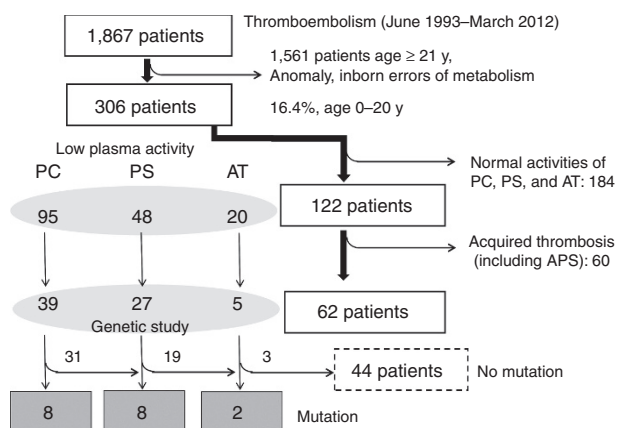 Thromboembolism (June 1993–March 2012)
1,867 patients
1,561 patients age ≥ 21 y,
Anomaly, inborn errors of metabolism
306 patients
16.4%, age 0–20 y
Low plasma activity
PC PS AT
Normal activities of
PC, PS, and AT: 184
95 48 20
122 patients
Acquired thrombosis
(including APS): 60
39 27 5
62 patients
Genetic study
31 19 3
44 patients
No mutation
8 8 2
Mutation